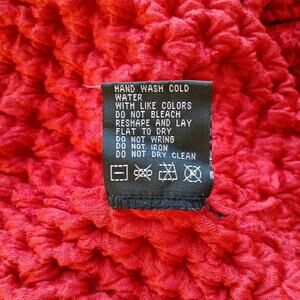 HAND WASH COLD
WATER
WITH LIKE COLORS
DO NOT BLEACH
RESHAPE AND LAY
FLAT TO DRY
DO NOT WRING
DO NOT IRON
DO NOT DRY CLEAN